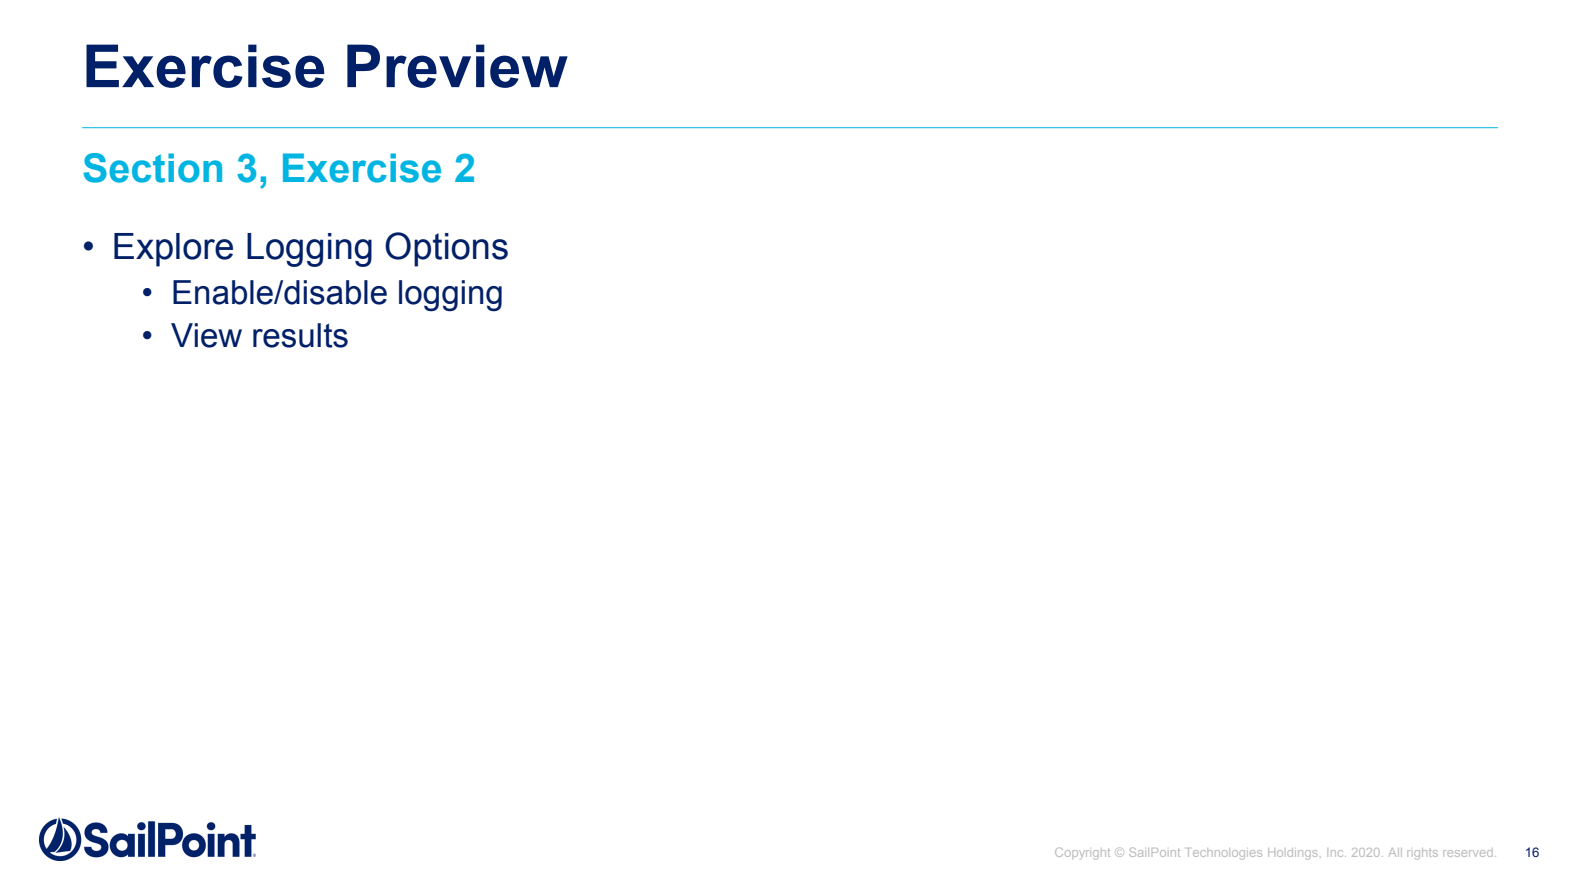 Exercise Preview
Section 3, Exercise 2
• Explore Logging Options
• Enable/disable logging
• View results
SailPoint
Copyright © SailPoint Technologies Holdings, Inc. 2020. All rights reserved. 16